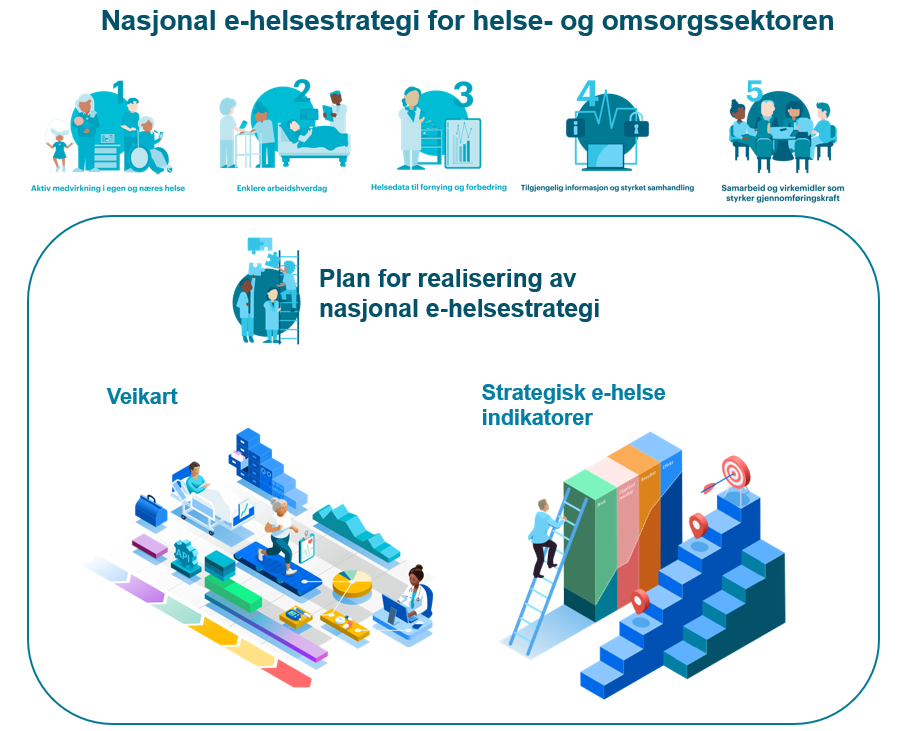 Nasjonal e-helsestrategi for helse- og omsorgssektoren
1
2
3
4
5
Aktiv medvirkning i egen og næres helse
Enklere arbeidshverdag
Helsedata til fornying og forbedring
Tilgjengelig informasjon og styrket samhandling
Samarbeid og virkemidler som
styrker gjennomføringskraft
Plan for realisering av
nasjonal e-helsestrategi
Veikart
Strategisk e-helse
indikatorer
API